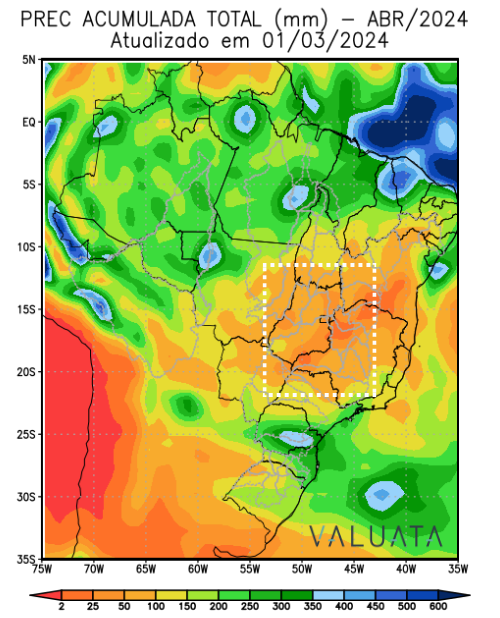 PREC ACUMULADA TOTAL (mm) – ABR/2024
Atualizado em 01/03/2024
5N
EQ
5S
10S
15S
20S
25S
30S
35S
VALUATA
75W 70W 65W 60W 55W 50W 45W 40W 35W
2 25 50 100 150 200 250 300 350 400 450 500 600